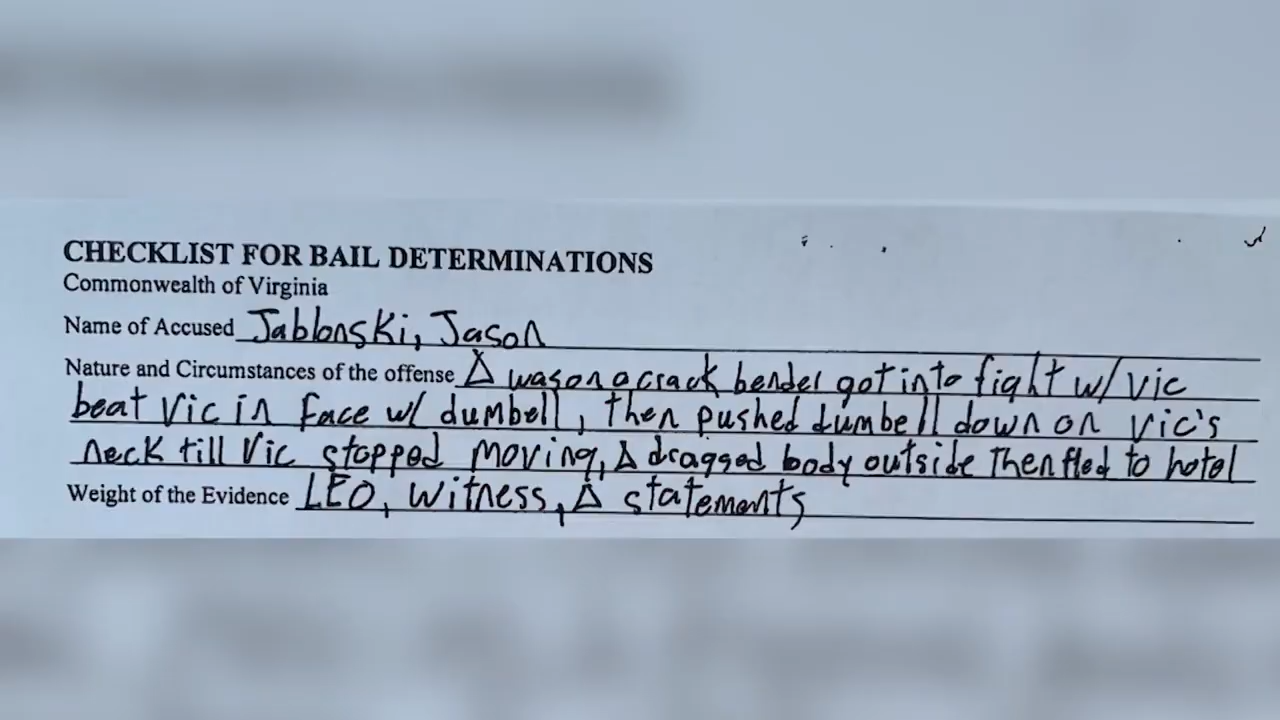 CHECKLIST FOR BAIL DETERMINATIONS
Commonwealth of Virginia
Name of Accused Jablonski, Jason
Nature and Circumstances of the offense Δ was on a crack bender got into fight w/ vic
beat vic in face w/ dumbell, then pushed dumbell down on vic's
neck till vic stopped moving, Δ dragged body outside then fled to hotel
Weight of the Evidence LEO, witness, Δ statements